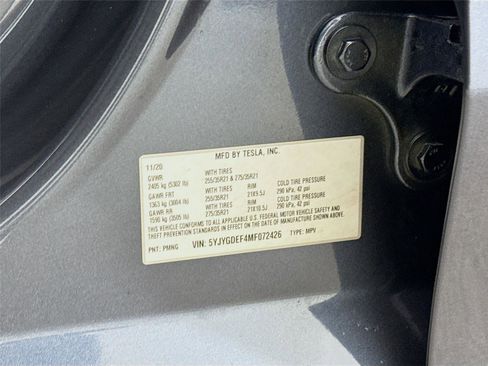 MFD BY TESLA, INC.
11/20
GVWR WITH TIRES
2405 kg (5302 lb) 255/35R21 & 275/35R21
GAWR FRT WITH TIRES RIM COLD TIRE PRESSURE
1363 kg (3004 lb) 255/35R21 21X9.5J 290 kPa, 42 psi
GAWR RR WITH TIRES RIM COLD TIRE PRESSURE
1590 kg (3505 lb) 275/35R21 21X10.5J 290 kPa, 42 psi
THIS VEHICLE CONFORMS TO ALL APPLICABLE FEDERAL MOTOR VEHICLE SAFETY AND
THEFT PREVENTION STANDARDS IN EFFECT ON THE DATE OF MANUFACTURE SHOWN ABOVE.
PNT: PMNG VIN: 5YJYGDEF4MF072426 TYPE: MPV